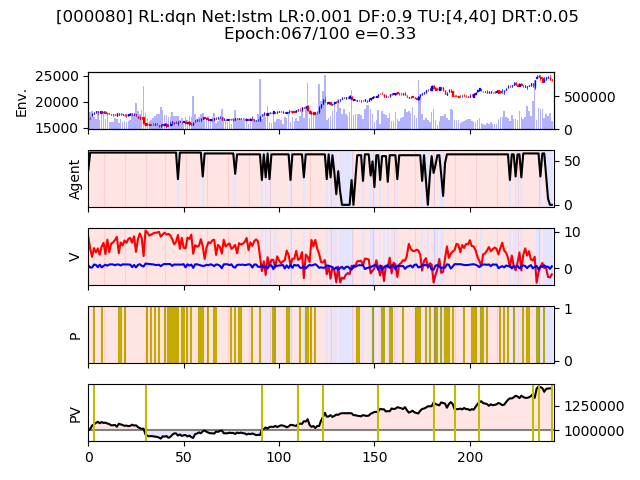 [000080] RL:dqn Net:lstm LR:0.001 DF:0.9 TU:[4,40] DRT:0.05
Epoch:067/100 e=0.33
Env.
25000
20000
15000
500000
0
Agent
50
0
V
10
0
P
1
0
PV
1250000
1000000
0
50
100
150
200